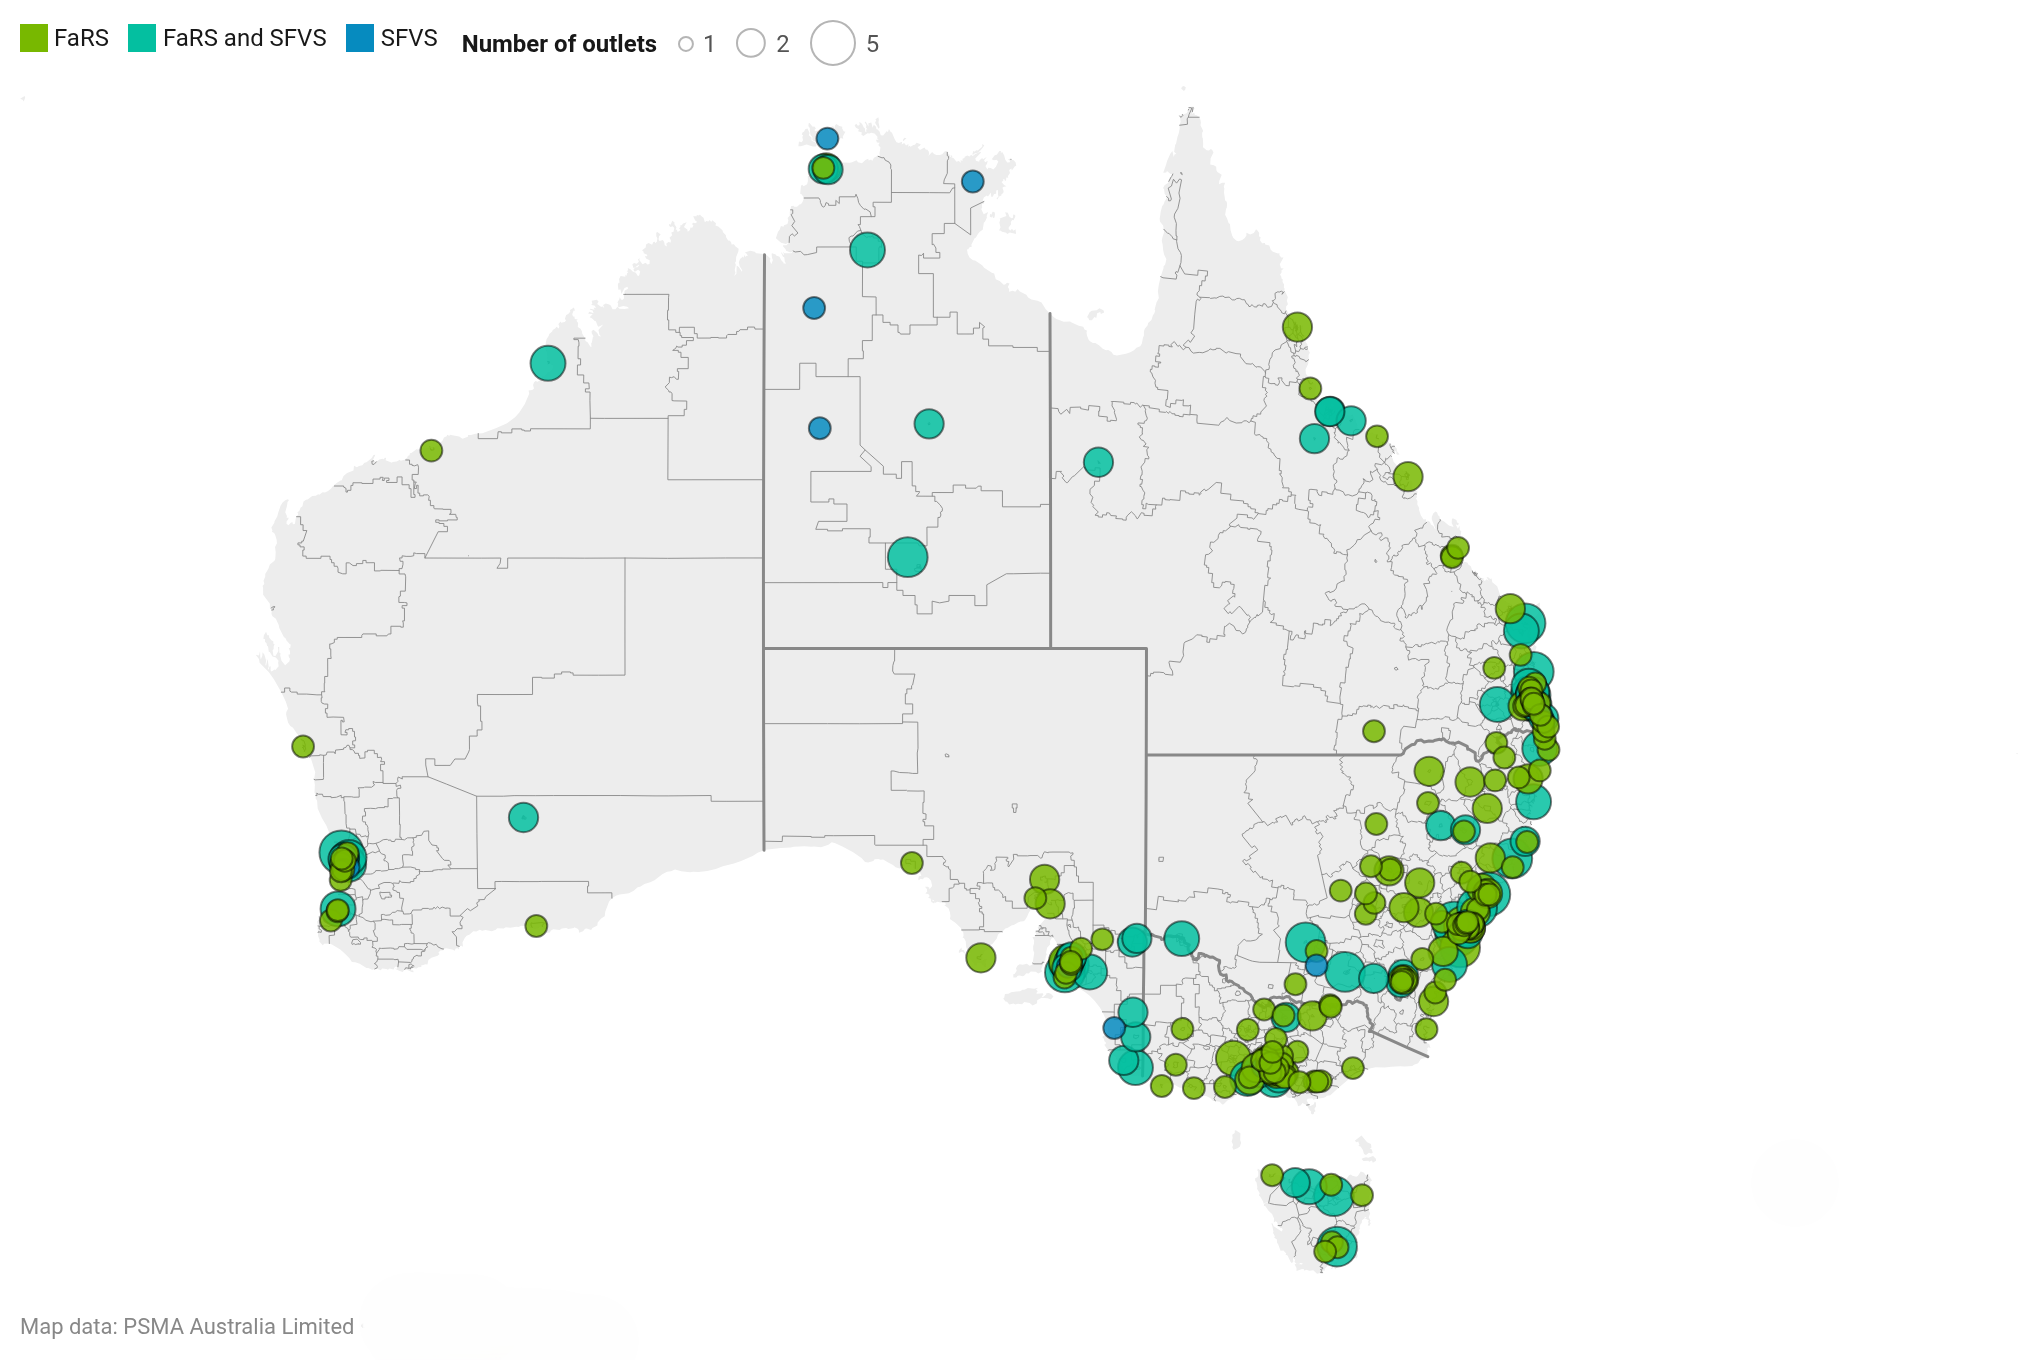 FaRS FaRS and SFVS SFVS Number of outlets 1 2 5
Map data: PSMA Australia Limited